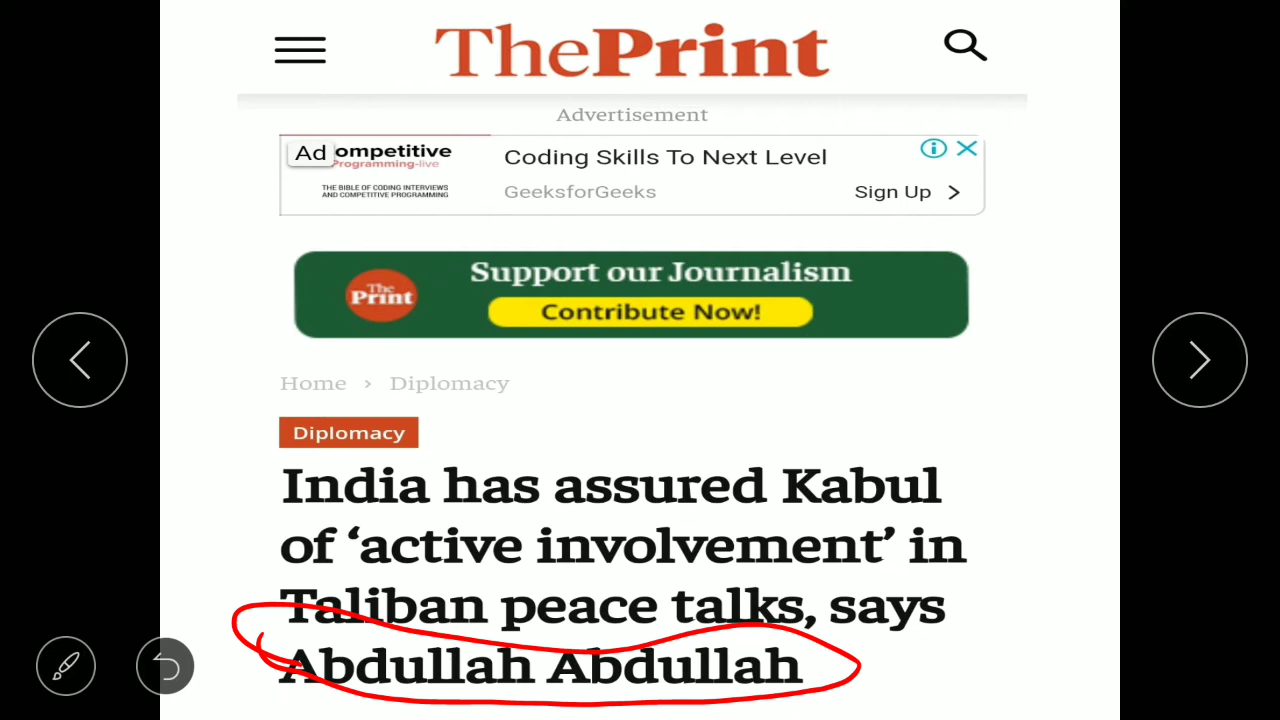 ThePrint
Advertisement
Ad ompetitive
Programming-live
THE BIBLE OF CODING INTERVIEWS
AND COMPETITIVE PROGRAMMING
Coding Skills To Next Level
GeeksforGeeks
Sign Up
The
Print
Support our Journalism
Contribute Now!
Home › Diplomacy
Diplomacy
India has assured Kabul
of ‘active involvement’ in
Taliban peace talks, says
Abdullah Abdullah